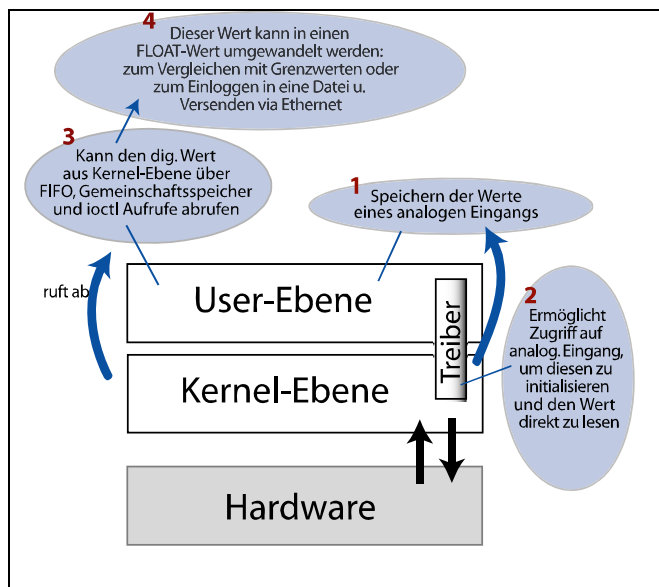 4
Dieser Wert kann in einen
FLOAT-Wert umgewandelt werden:
zum Vergleichen mit Grenzwerten oder
zum Einloggen in eine Datei u.
Versenden via Ethernet
3
Kann den dig. Wert
aus Kernel-Ebene über
FIFO, Gemeinschaftsspeicher
und ioctl Aufrufe abrufen
1
Speichern der Werte
eines analogen Eingangs
ruft ab
User-Ebene
Treiber
Kernel-Ebene
2
Ermöglicht
Zugriff auf
analog. Eingang,
um diesen zu
initialisieren
und den Wert
direkt zu lesen
Hardware